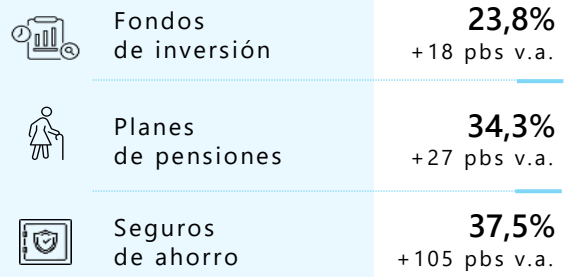 Fondos
de inversión
23,8%
+18 pbs v.a.
Planes
de pensiones
34,3%
+27 pbs v.a.
Seguros
de ahorro
37,5%
+105 pbs v.a.